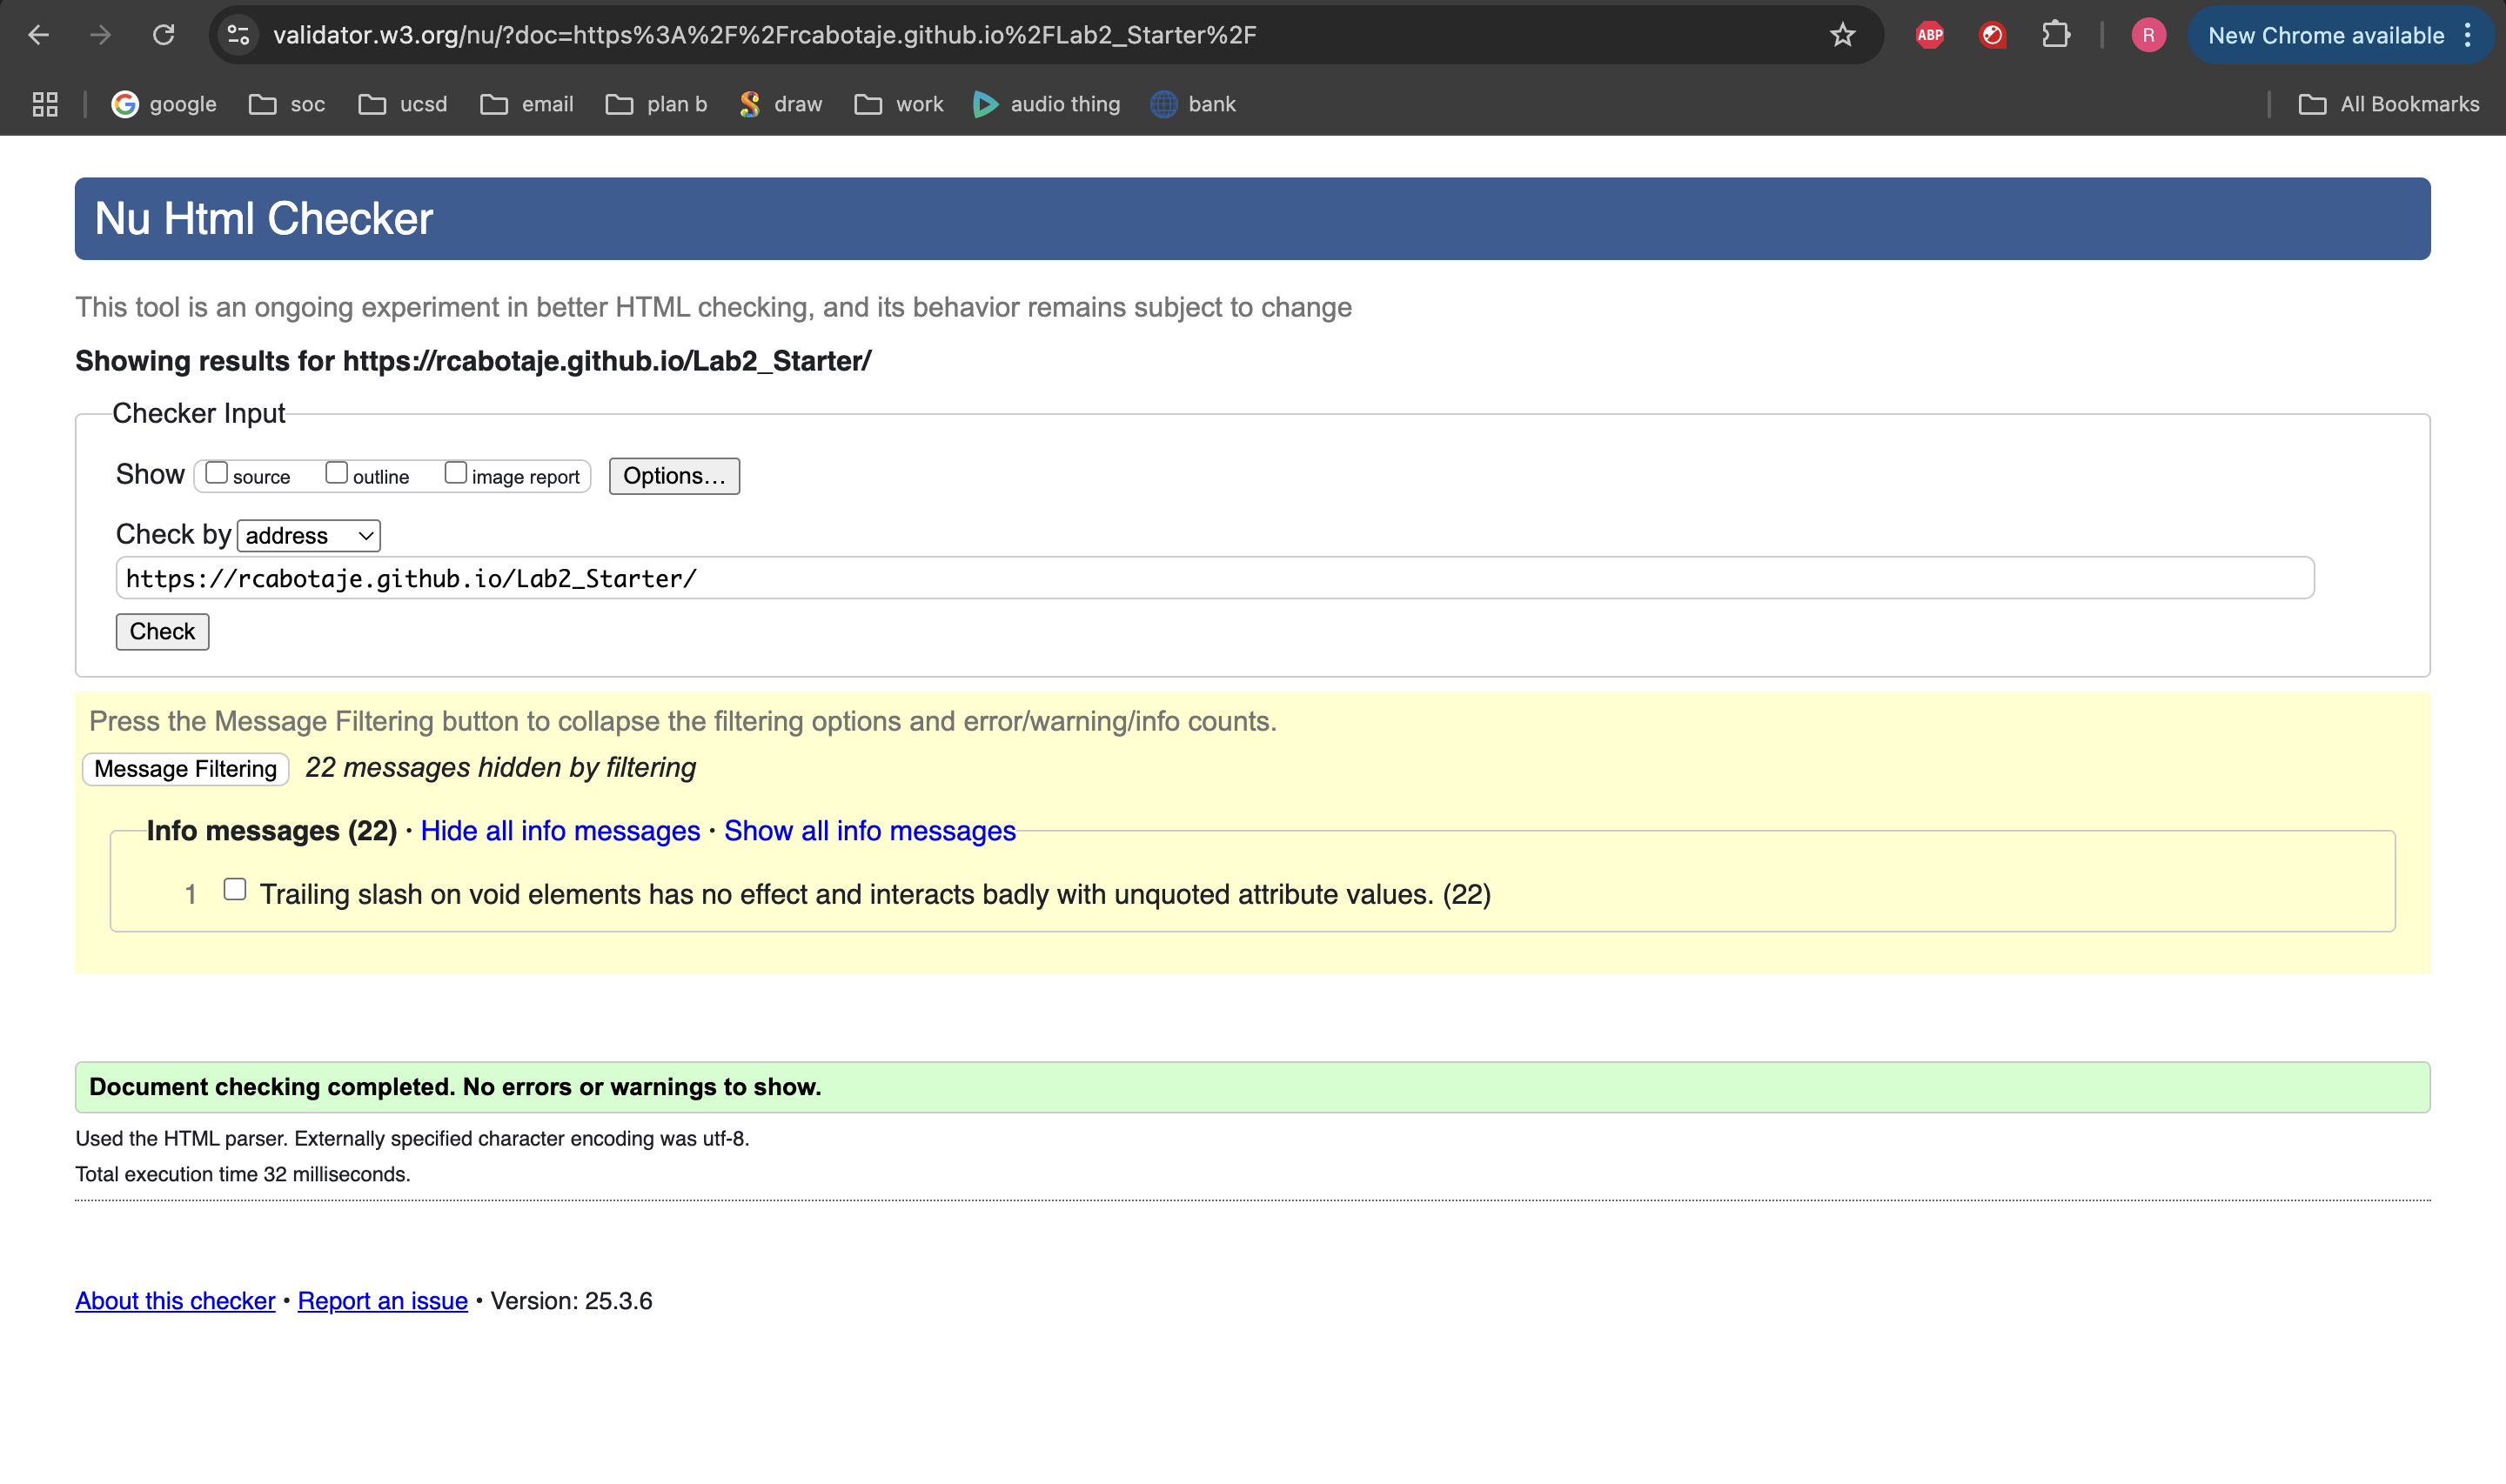 validator.w3.org/nu/?doc=https%3A%2F%2Frcabotaje.github.io%2FLab2_Starter%2F
ABP
R
New Chrome available
google soc ucsd email plan b draw work audio thing bank All Bookmarks
Nu Html Checker
This tool is an ongoing experiment in better HTML checking, and its behavior remains subject to change
Showing results for https://rcabotaje.github.io/Lab2_Starter/
Checker Input
Show source outline image report Options...
Check by address
https://rcabotaje.github.io/Lab2_Starter/
Check
Press the Message Filtering button to collapse the filtering options and error/warning/info counts.
Message Filtering 22 messages hidden by filtering
Info messages (22) · Hide all info messages · Show all info messages
1 Trailing slash on void elements has no effect and interacts badly with unquoted attribute values. (22)
Document checking completed. No errors or warnings to show.
Used the HTML parser. Externally specified character encoding was utf-8.
Total execution time 32 milliseconds.
About this checker • Report an issue • Version: 25.3.6